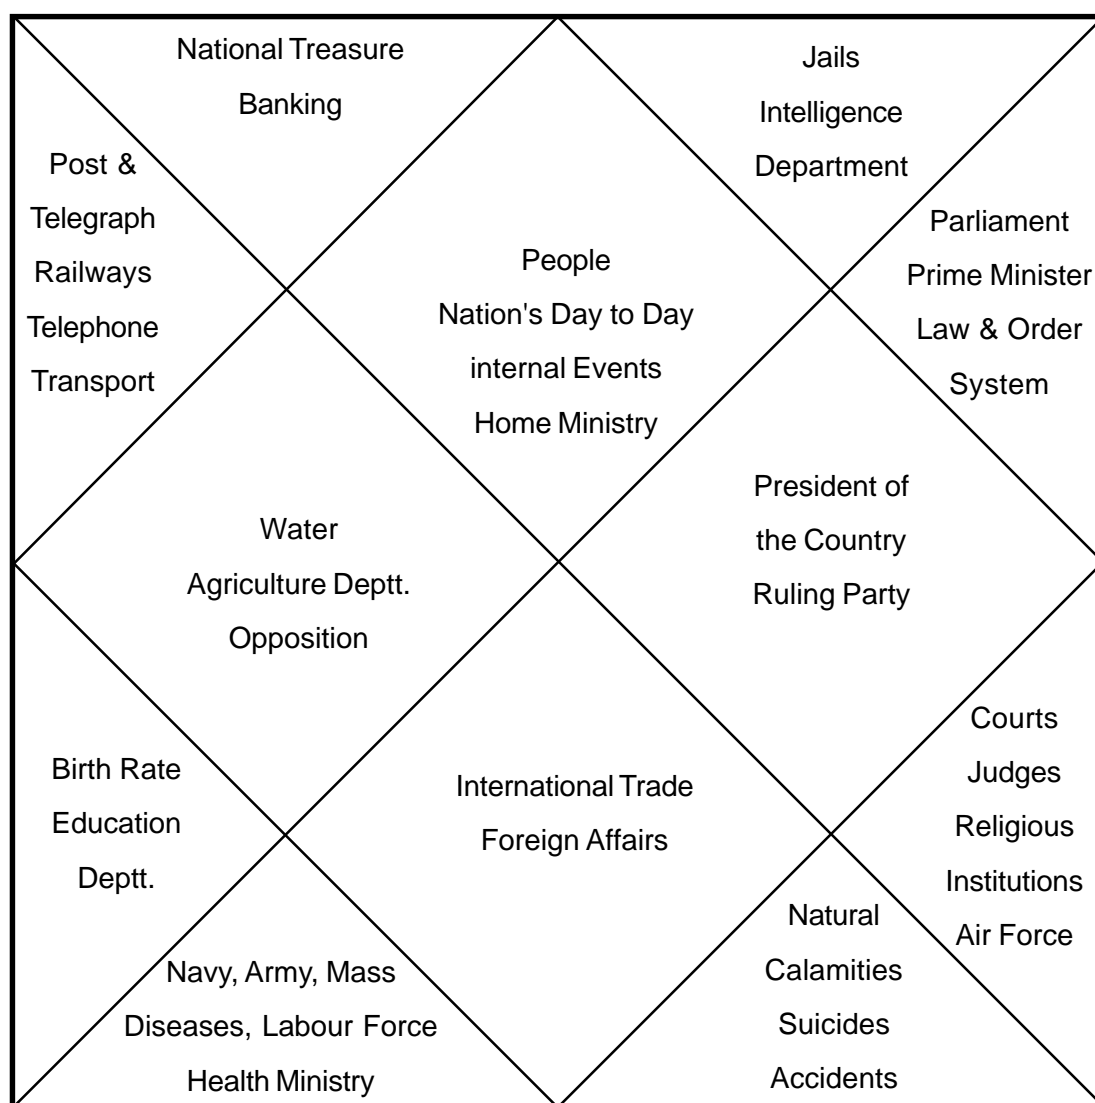 National Treasure
Banking
Jails
Intelligence
Department
Post &
Telegraph
Railways
Telephone
Transport
People
Nation's Day to Day
internal Events
Home Ministry
Parliament
Prime Minister
Law & Order
System
Water
Agriculture Deptt.
Opposition
President of
the Country
Ruling Party
Birth Rate
Education
Deptt.
International Trade
Foreign Affairs
Courts
Judges
Religious
Institutions
Air Force
Navy, Army, Mass
Diseases, Labour Force
Health Ministry
Natural
Calamities
Suicides
Accidents